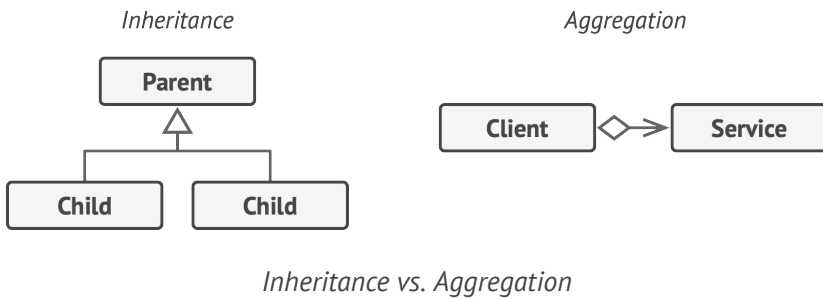 Inheritance
Aggregation
Parent
Client
Service
Child
Child
Inheritance vs. Aggregation